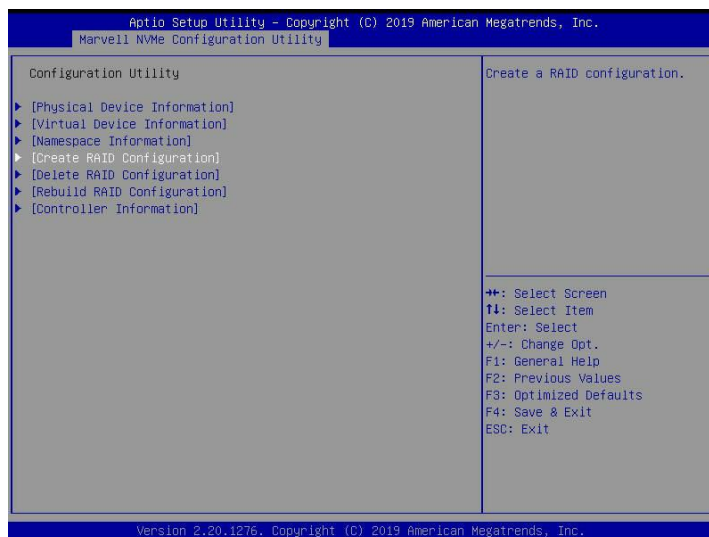 Aptio Setup Utility – Copyright (C) 2019 American Megatrends, Inc.
Marvell NVMe Configuration Utility
Configuration Utility
[Physical Device Information]
[Virtual Device Information]
[Namespace Information]
[Create RAID Configuration]
[Delete RAID Configuration]
[Rebuild RAID Configuration]
[Controller Information]
Create a RAID configuration.
→←: Select Screen
↑↓: Select Item
Enter: Select
+/-: Change Opt.
F1: General Help
F2: Previous Values
F3: Optimized Defaults
F4: Save & Exit
ESC: Exit
Version 2.20.1276. Copyright (C) 2019 American Megatrends, Inc.